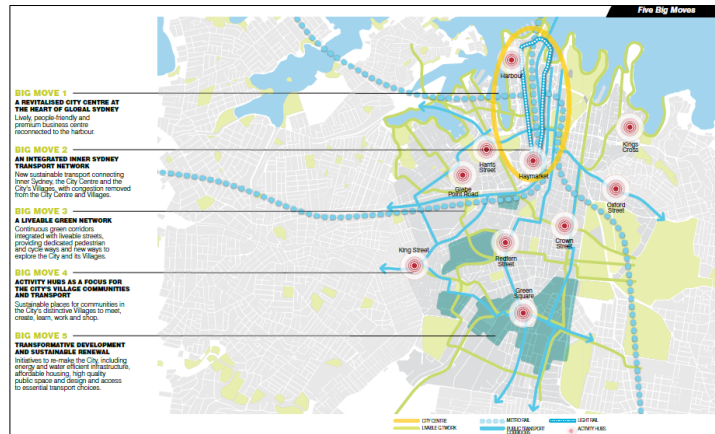 Five Big Moves
BIG MOVE 1
A REVITALISED CITY CENTRE AT
THE HEART OF GLOBAL SYDNEY
Lively, people-friendly and
premium business centre
reconnected to the harbour.
BIG MOVE 2
AN INTEGRATED INNER SYDNEY
TRANSPORT NETWORK
New sustainable transport connecting
Inner Sydney, the City Centre and the
City's Villages, with congestion removed
from the City Centre and Villages.
BIG MOVE 3
A LIVEABLE GREEN NETWORK
Continuous green corridors
integrated with liveable streets,
providing dedicated pedestrian
and cycle ways and new ways to
explore the City and its Villages.
BIG MOVE 4
ACTIVITY HUBS AS A FOCUS FOR
THE CITY'S VILLAGE COMMUNITIES
AND TRANSPORT
Sustainable places for communities in
the City's distinctive Villages to meet,
create, learn, work and shop.
BIG MOVE 5
TRANSFORMATIVE DEVELOPMENT
AND SUSTAINABLE RENEWAL
Initiatives to re-make the City, including
energy and water efficient infrastructure,
affordable housing, high quality
public space and design and access
to essential transport choices.
Harbour
Kings
Cross
Harris
Street
Haymarket
Glebe
Point Road
Oxford
Street
Crown
Street
King Street
Redfern
Street
Green
Square
CITY CENTRE
METRO RAIL
LIGHT RAIL
PUBLIC TRANSPORT
CORRIDORS
ACTIVITY HUBS